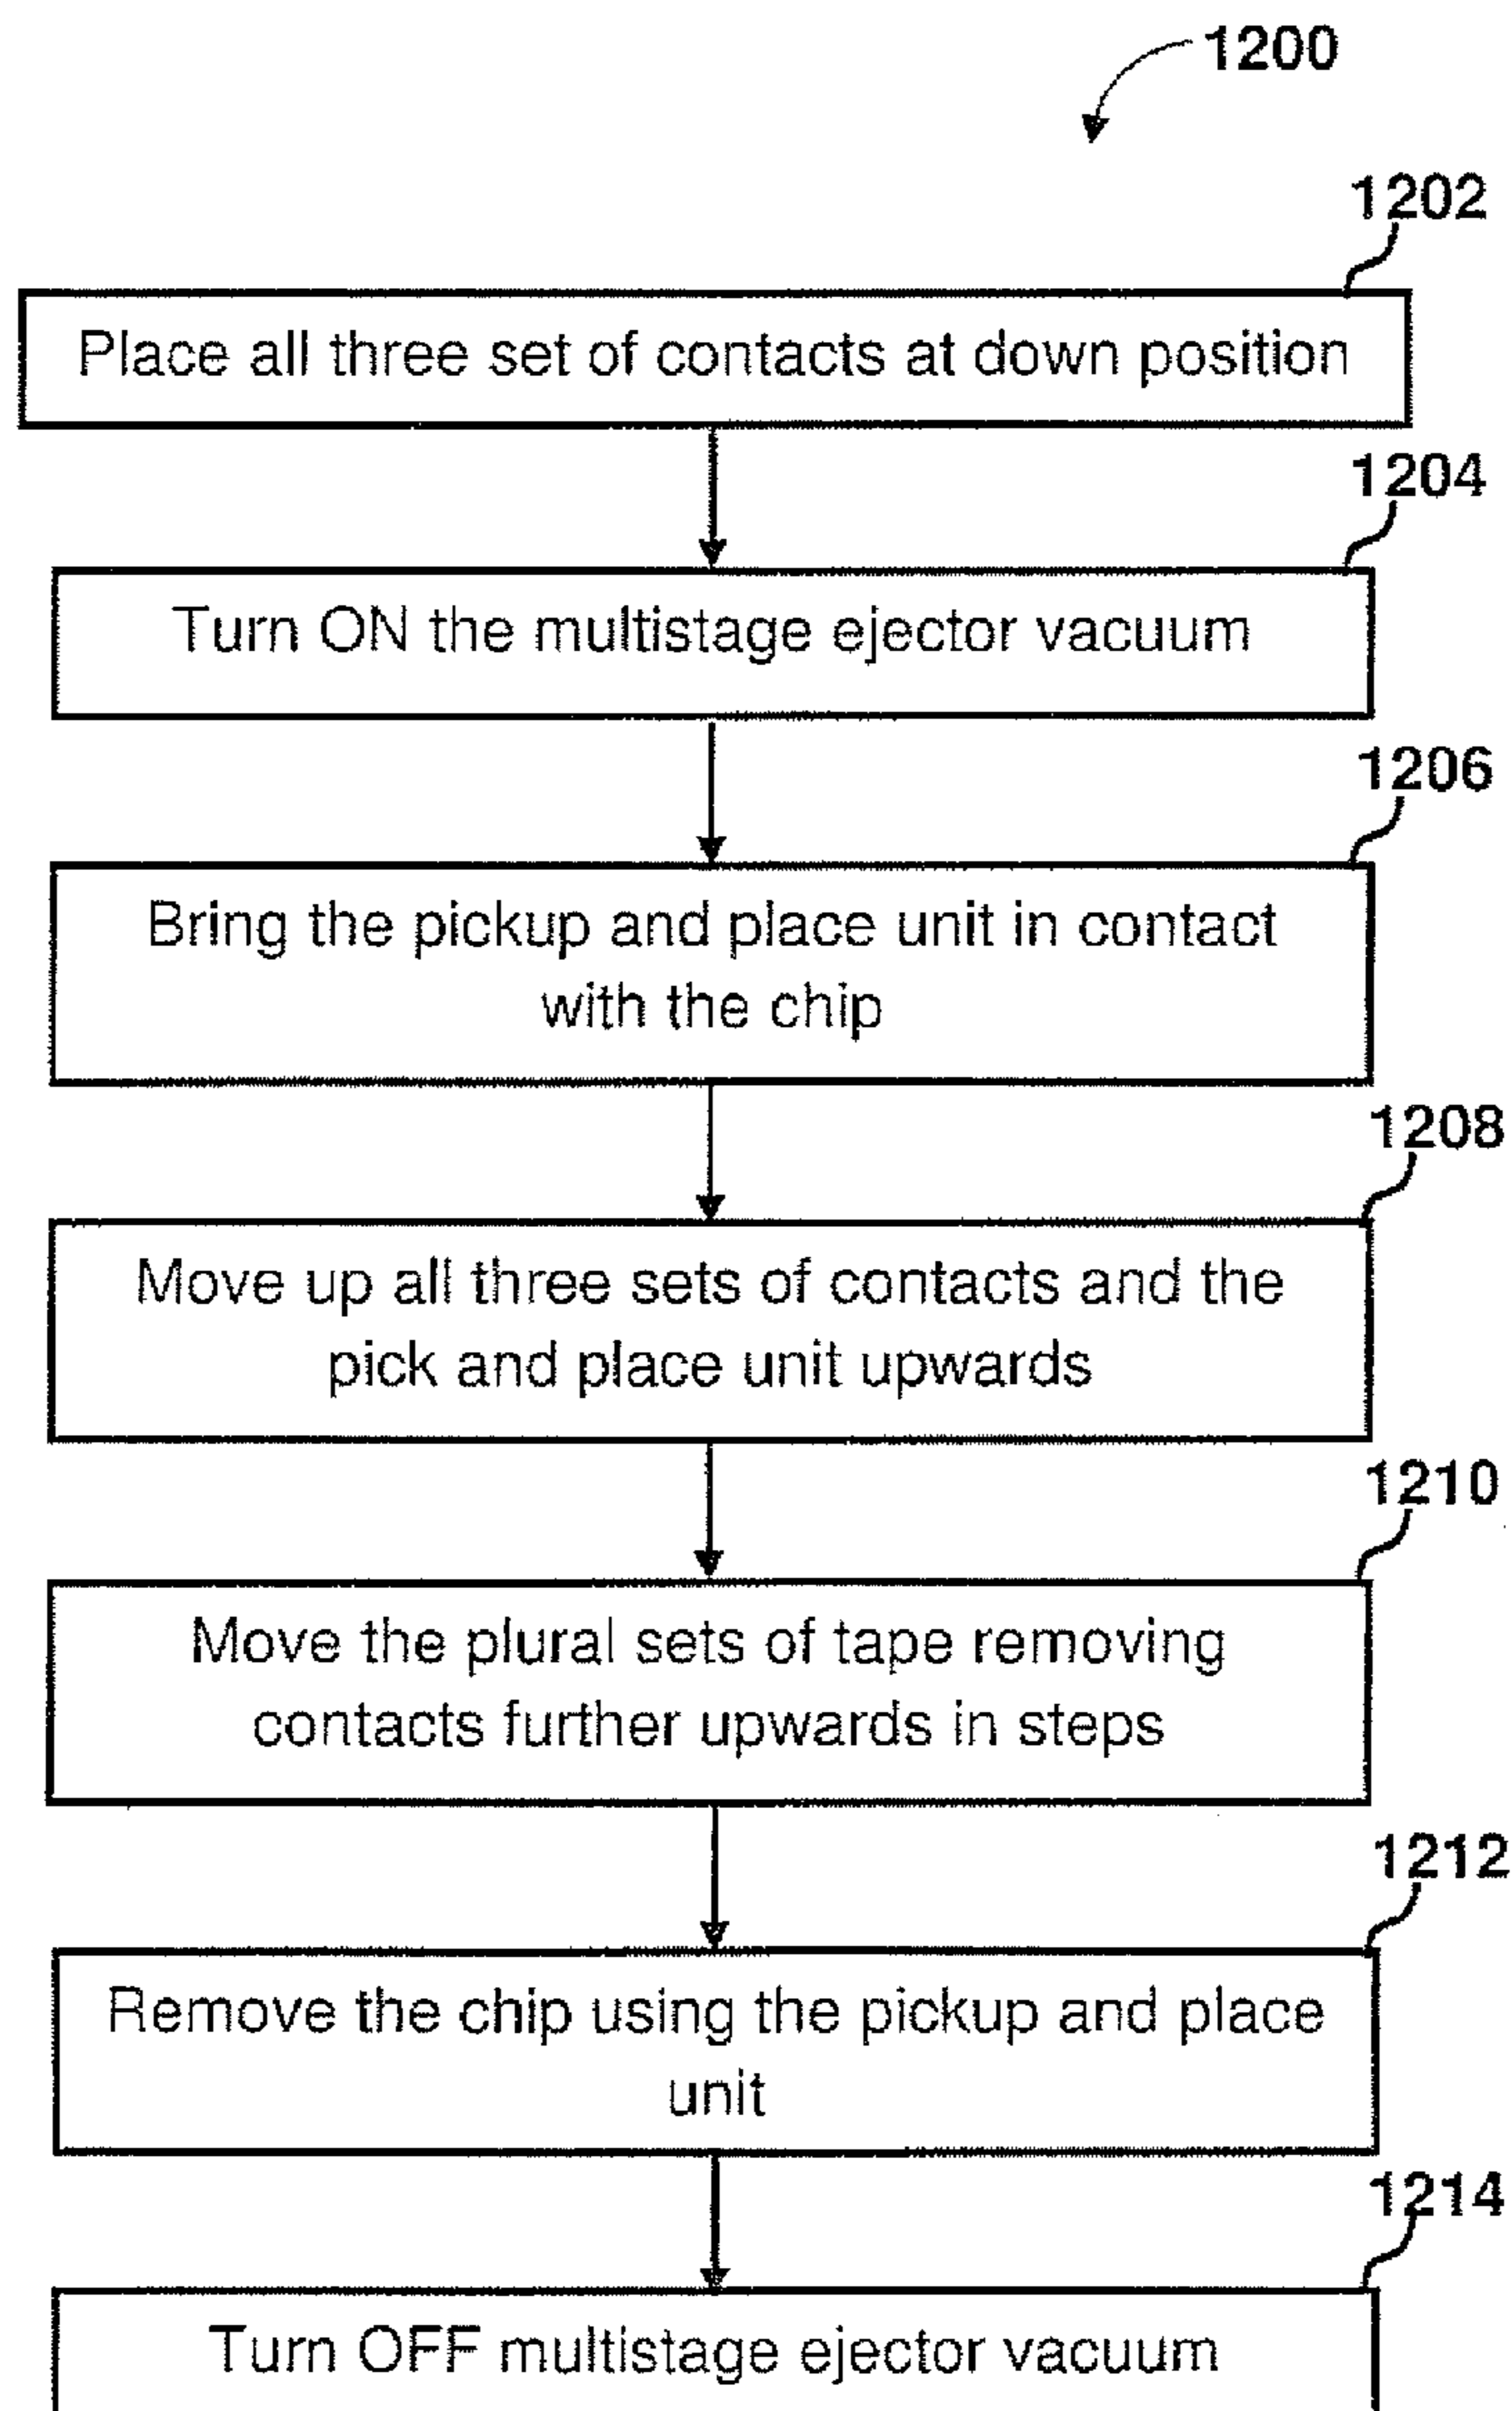 1200
1202
Place all three set of contacts at down position
1204
Turn ON the multistage ejector vacuum
1206
Bring the pickup and place unit in contact
with the chip
1208
Move up all three sets of contacts and the
pick and place unit upwards
1210
Move the plural sets of tape removing
contacts further upwards in steps
1212
Remove the chip using the pickup and place
unit
1214
Turn OFF multistage ejector vacuum